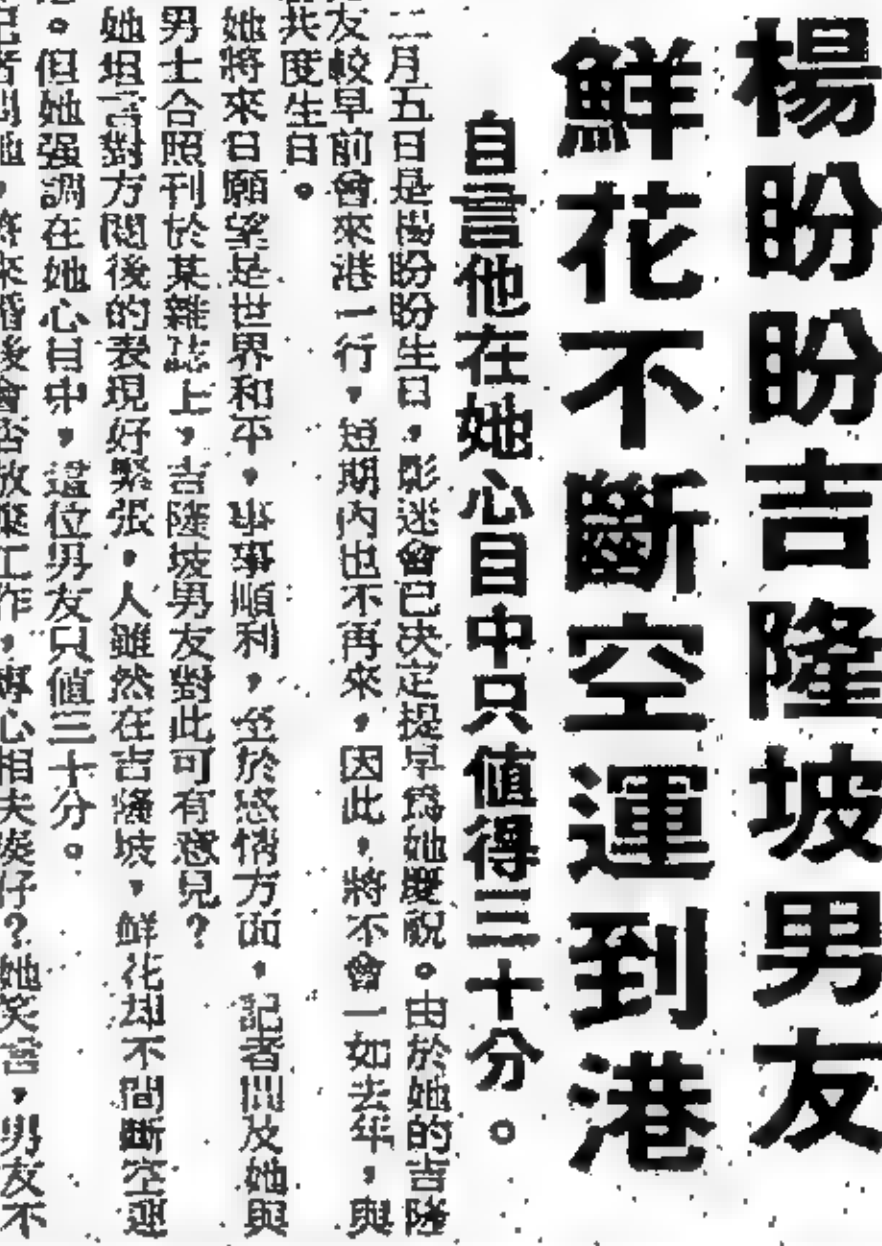 楊盼盼吉隆坡男友
鮮花不斷空運到港
自言他在她心目中只値得三十分。
二月五日是楊盼盼生日，影迷會已決定提早爲她慶祝。由於她的吉隆
友較早前曾來港一行，短期內也不再來，因此，將不會一如去年，與
共度生日。
她將來日願望是世界和平，事事順利，至於感情方面，記者問及她與
男士合照刊於某雜誌上，吉隆坡男友對此可有意見？
她坦言對方閱後的表現好緊張，人雖然在吉隆坡，鮮花却不間斷空運
。但她强調在她心目中，這位男友只値三十分。
記者問她，將來婚後會否放棄工作，專心相夫湊仔？她笑言，男友不